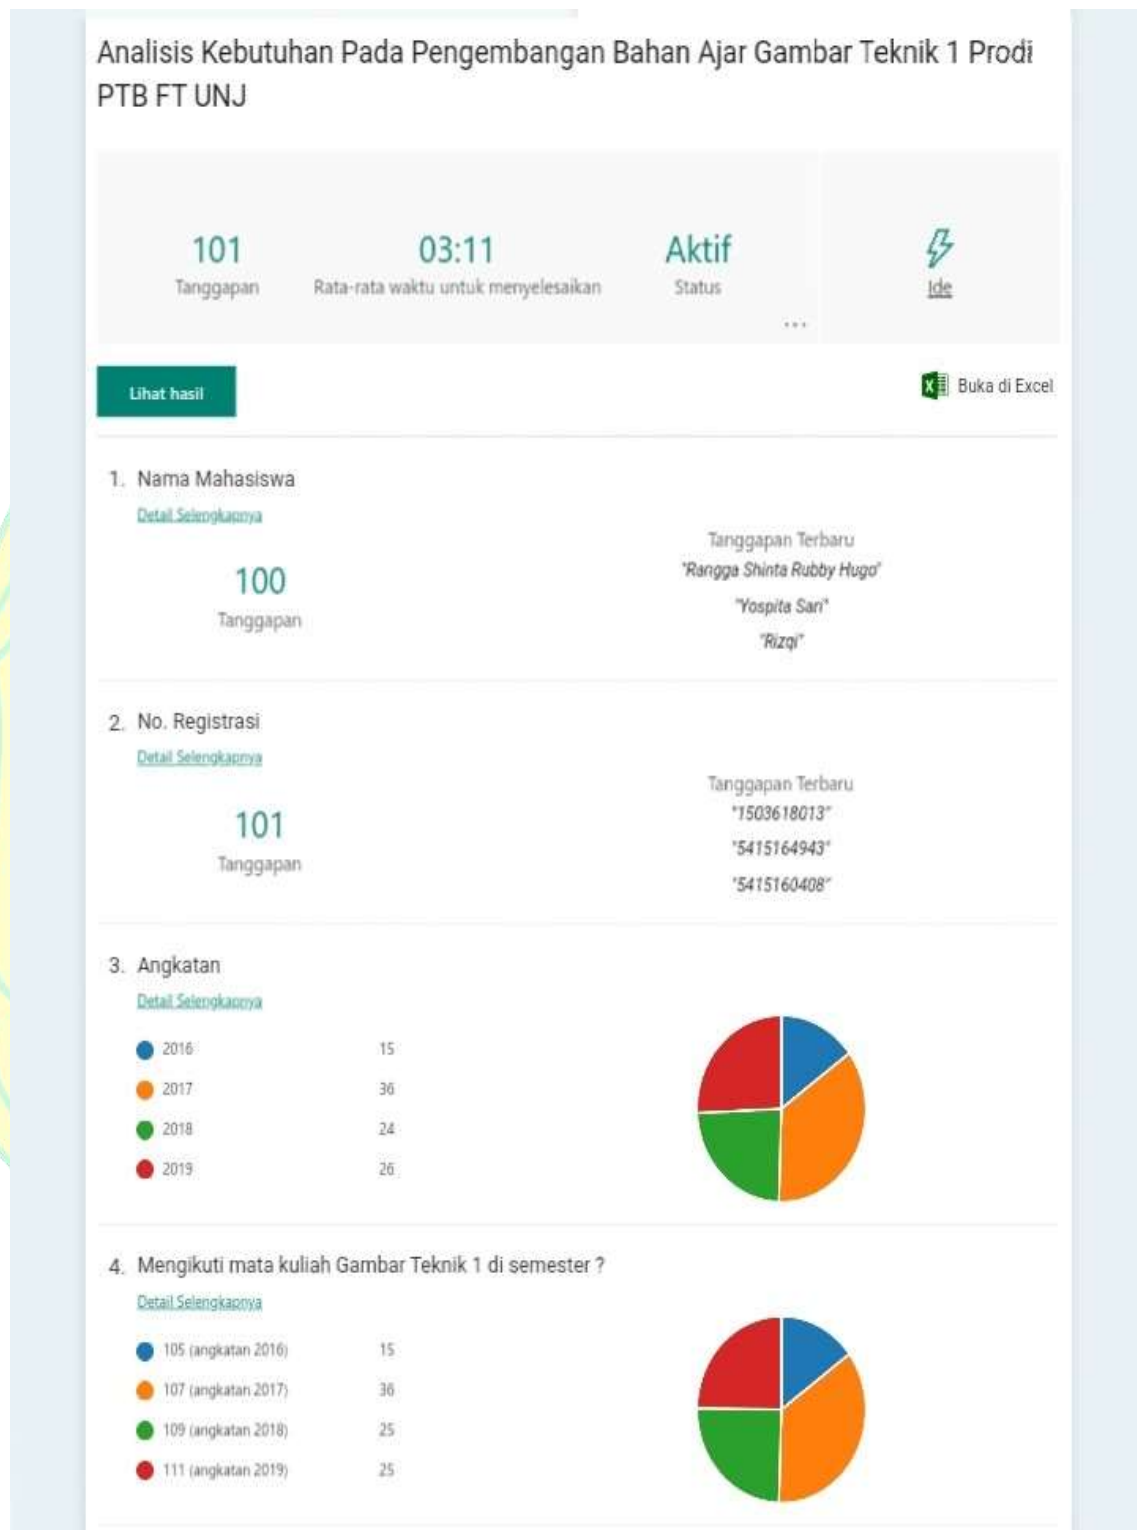 Analisis Kebutuhan Pada Pengembangan Bahan Ajar Gambar Teknik 1 Prodi
PTB FT UNJ
101
Tanggapan
03:11
Rata-rata waktu untuk menyelesaikan
Aktif
Status
...
Ide
Lihat hasil
Buka di Excel
1. Nama Mahasiswa
Detail Selengkapnya
100
Tanggapan
Tanggapan Terbaru
"Rangga Shinta Rubby Hugo"
"Yospita Sari"
"Rizqi"
2. No. Registrasi
Detail Selengkapnya
101
Tanggapan
Tanggapan Terbaru
"1503618013"
"5415164943"
"5415160408"
3. Angkatan
Detail Selengkapnya
2016 15
2017 36
2018 24
2019 26
4. Mengikuti mata kuliah Gambar Teknik 1 di semester ?
Detail Selengkapnya
105 (angkatan 2016) 15
107 (angkatan 2017) 36
109 (angkatan 2018) 25
111 (angkatan 2019) 25